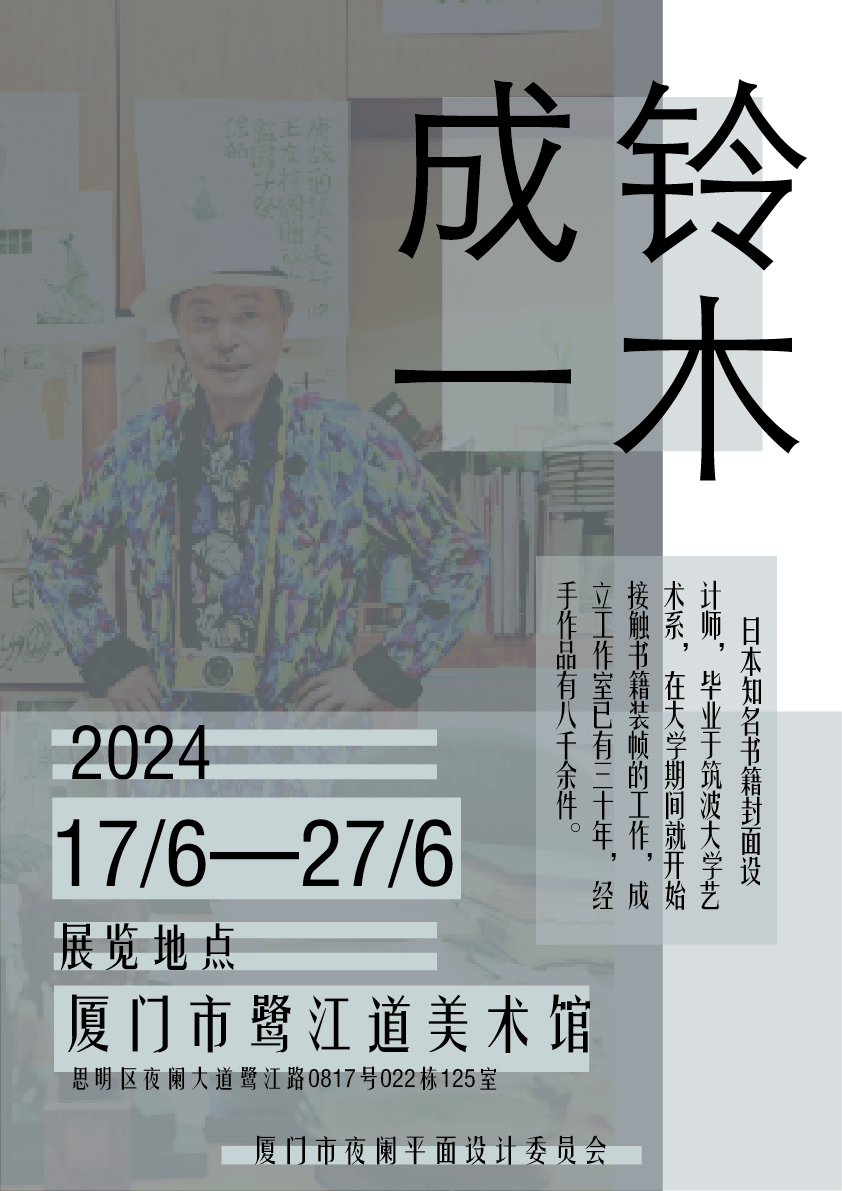 铃木
成一
日本知名书籍封面设
计师，毕业于筑波大学艺
术系，在大学期间就开始
接触书籍装帧的工作，成
立工作室已有三十年，经
手作品有八千余件。
2024
17/6—27/6
展览地点
厦门市鹭江道美术馆
思明区夜阑大道鹭江路0817号022栋125室
厦门市夜阑平面设计委员会